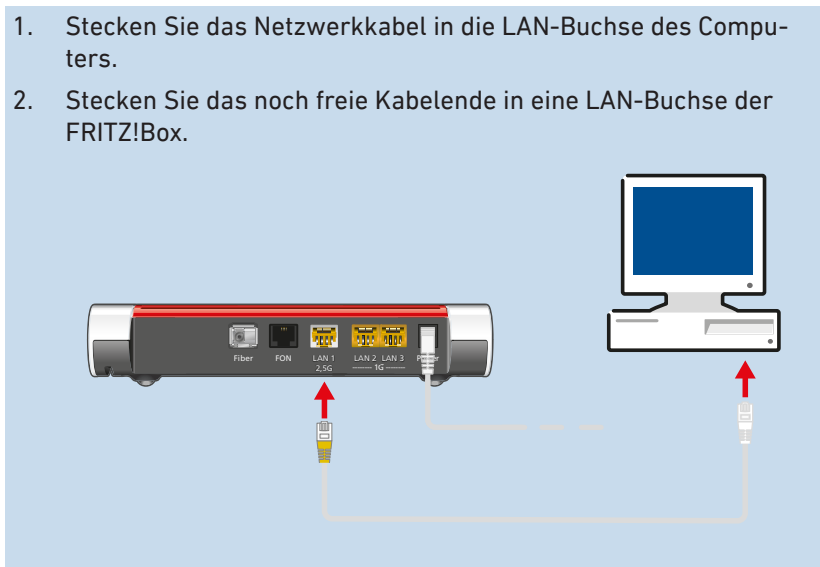 1. Stecken Sie das Netzwerkkabel in die LAN-Buchse des Compu-
ters.
2. Stecken Sie das noch freie Kabelende in eine LAN-Buchse der
FRITZ!Box.
Fiber FON LAN 1 LAN 2 LAN 3 Power
2,5G 1G